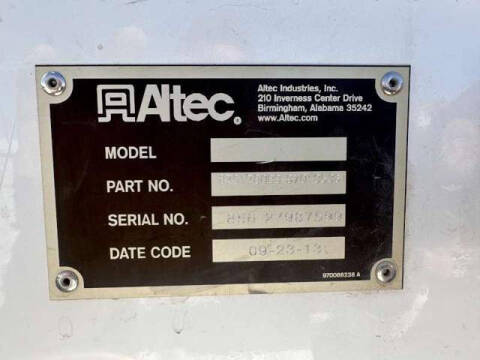 Altec.
Altec Industries, Inc.
210 Inverness Center Drive
Birmingham, Alabama 35242
www.Altec.com
MODEL
PART NO.
SERIAL NO.
DATE CODE 09-23-13
970086238 A